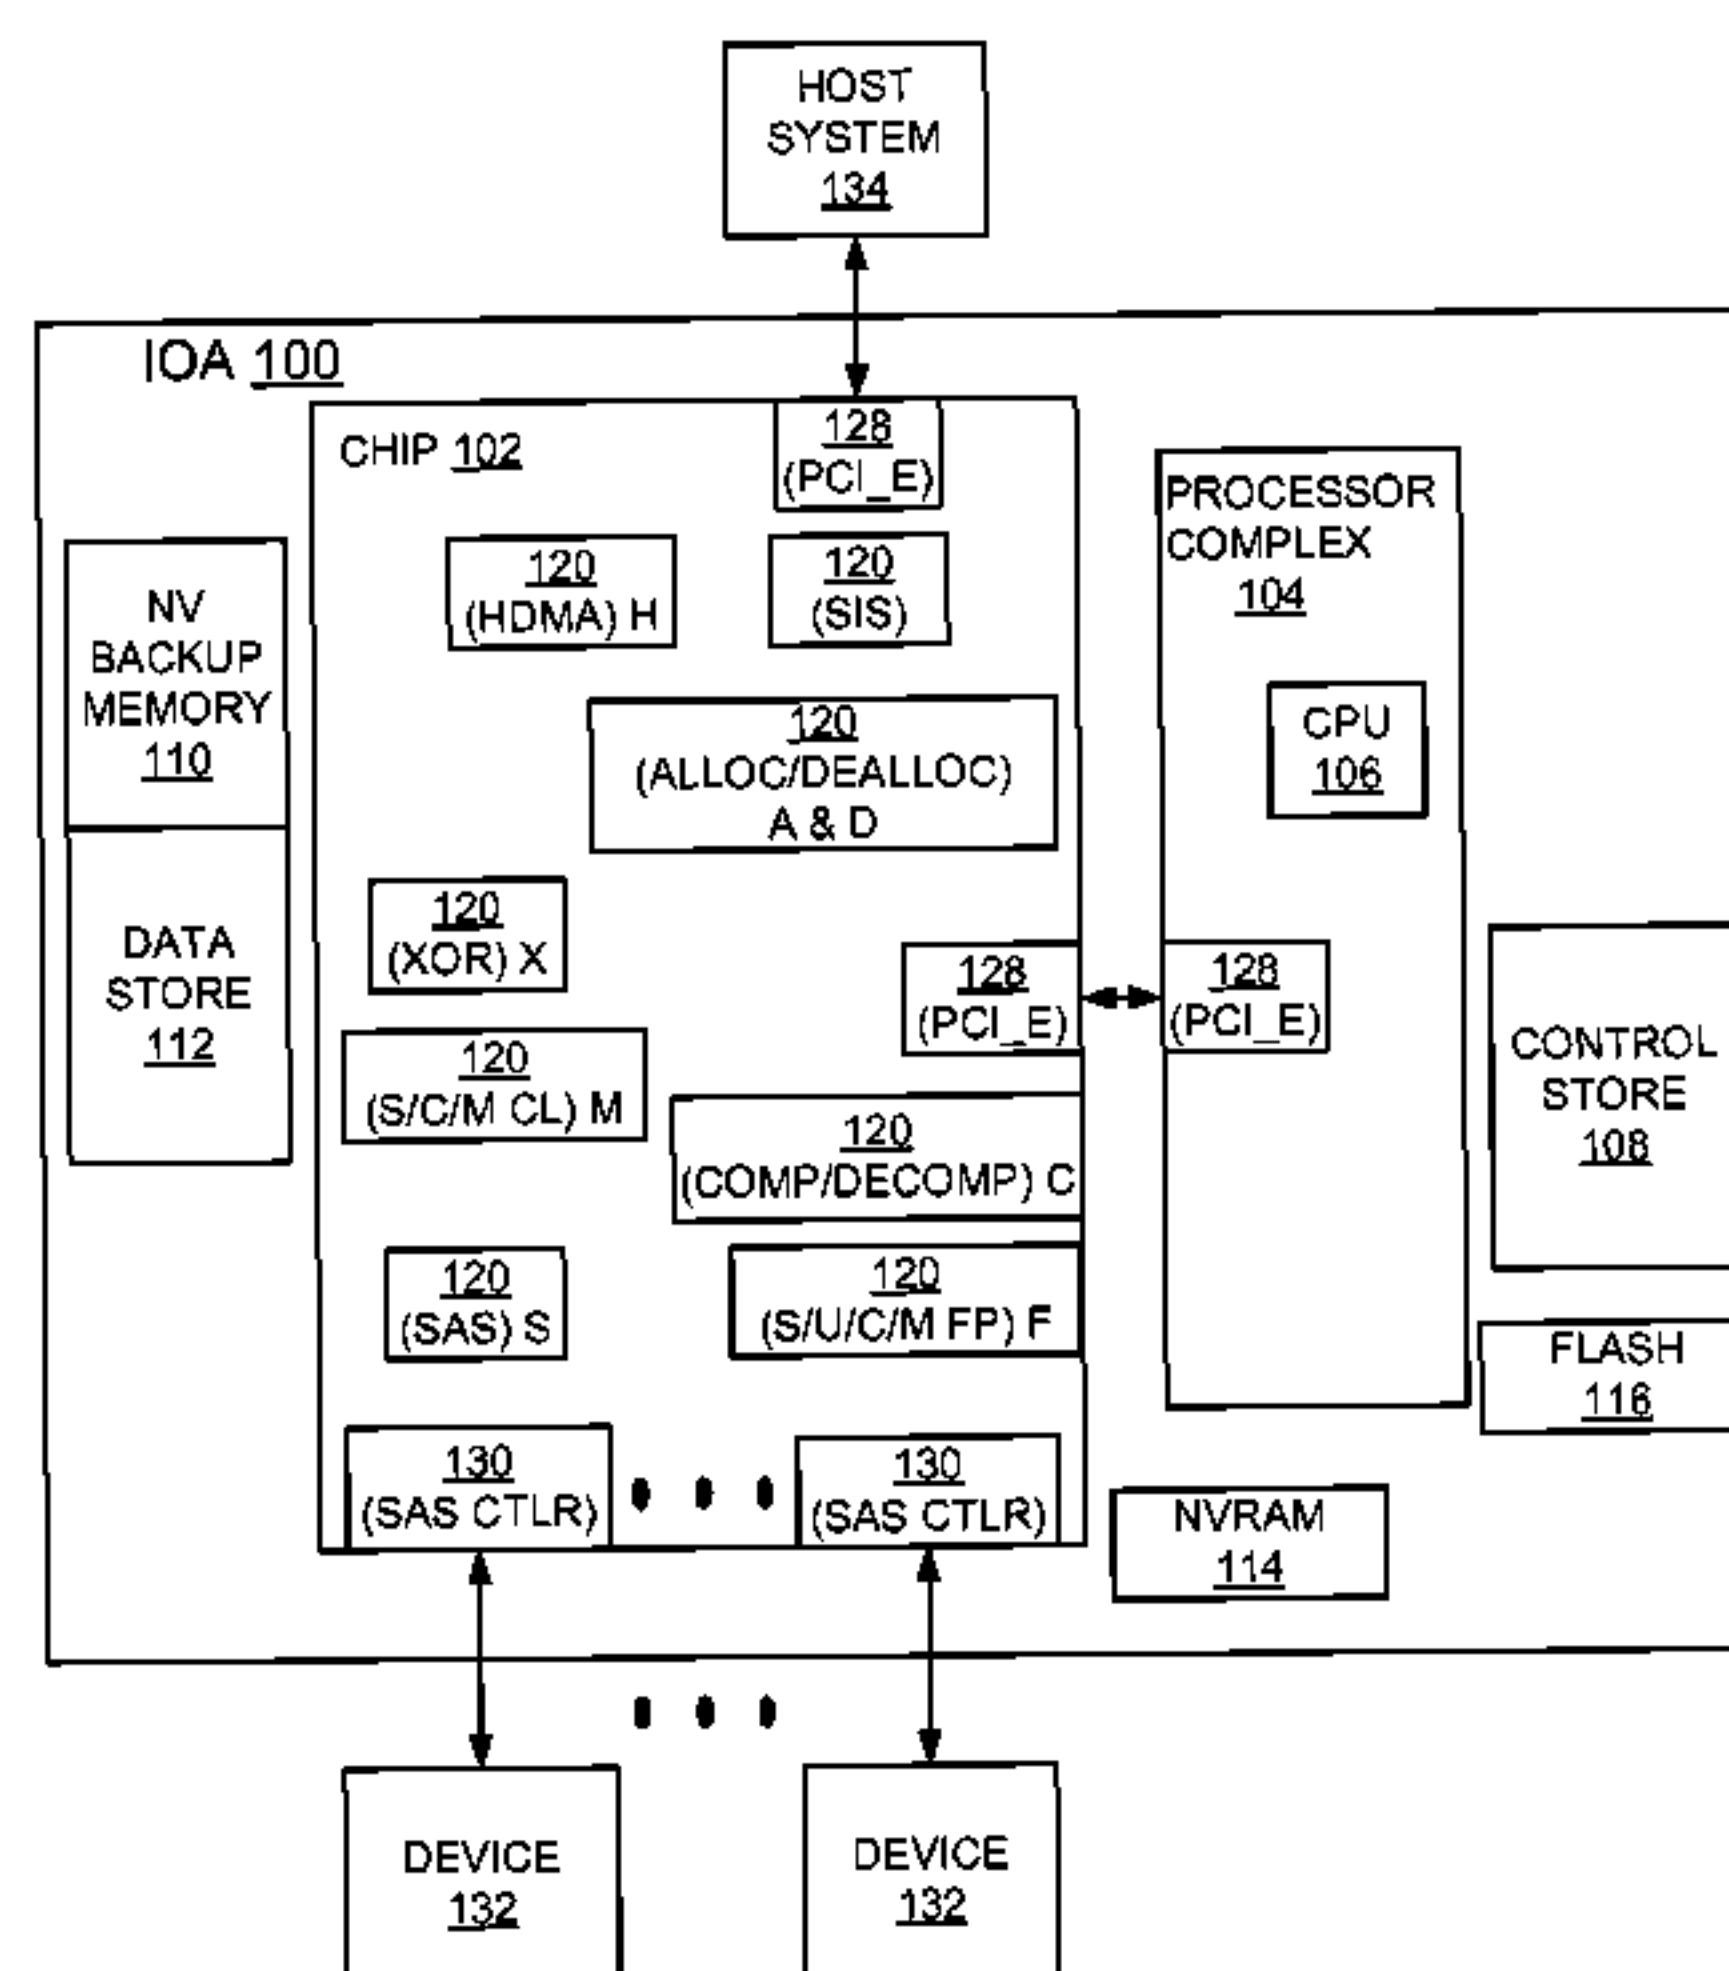 HOST
SYSTEM
134
IOA 100
CHIP 102
128
(PCI_E)
120
(HDMA) H
120
(SIS)
120
(ALLOC/DEALLOC)
A & D
120
(XOR) X
128
(PCI_E)
120
(S/C/M CL) M
120
(COMP/DECOMP) C
120
(SAS) S
120
(S/U/C/M FP) F
130
(SAS CTLR)
130
(SAS CTLR)
NV
BACKUP
MEMORY
110
DATA
STORE
112
PROCESSOR
COMPLEX
104
CPU
106
128
(PCI_E)
CONTROL
STORE
108
FLASH
116
NVRAM
114
DEVICE
132
DEVICE
132